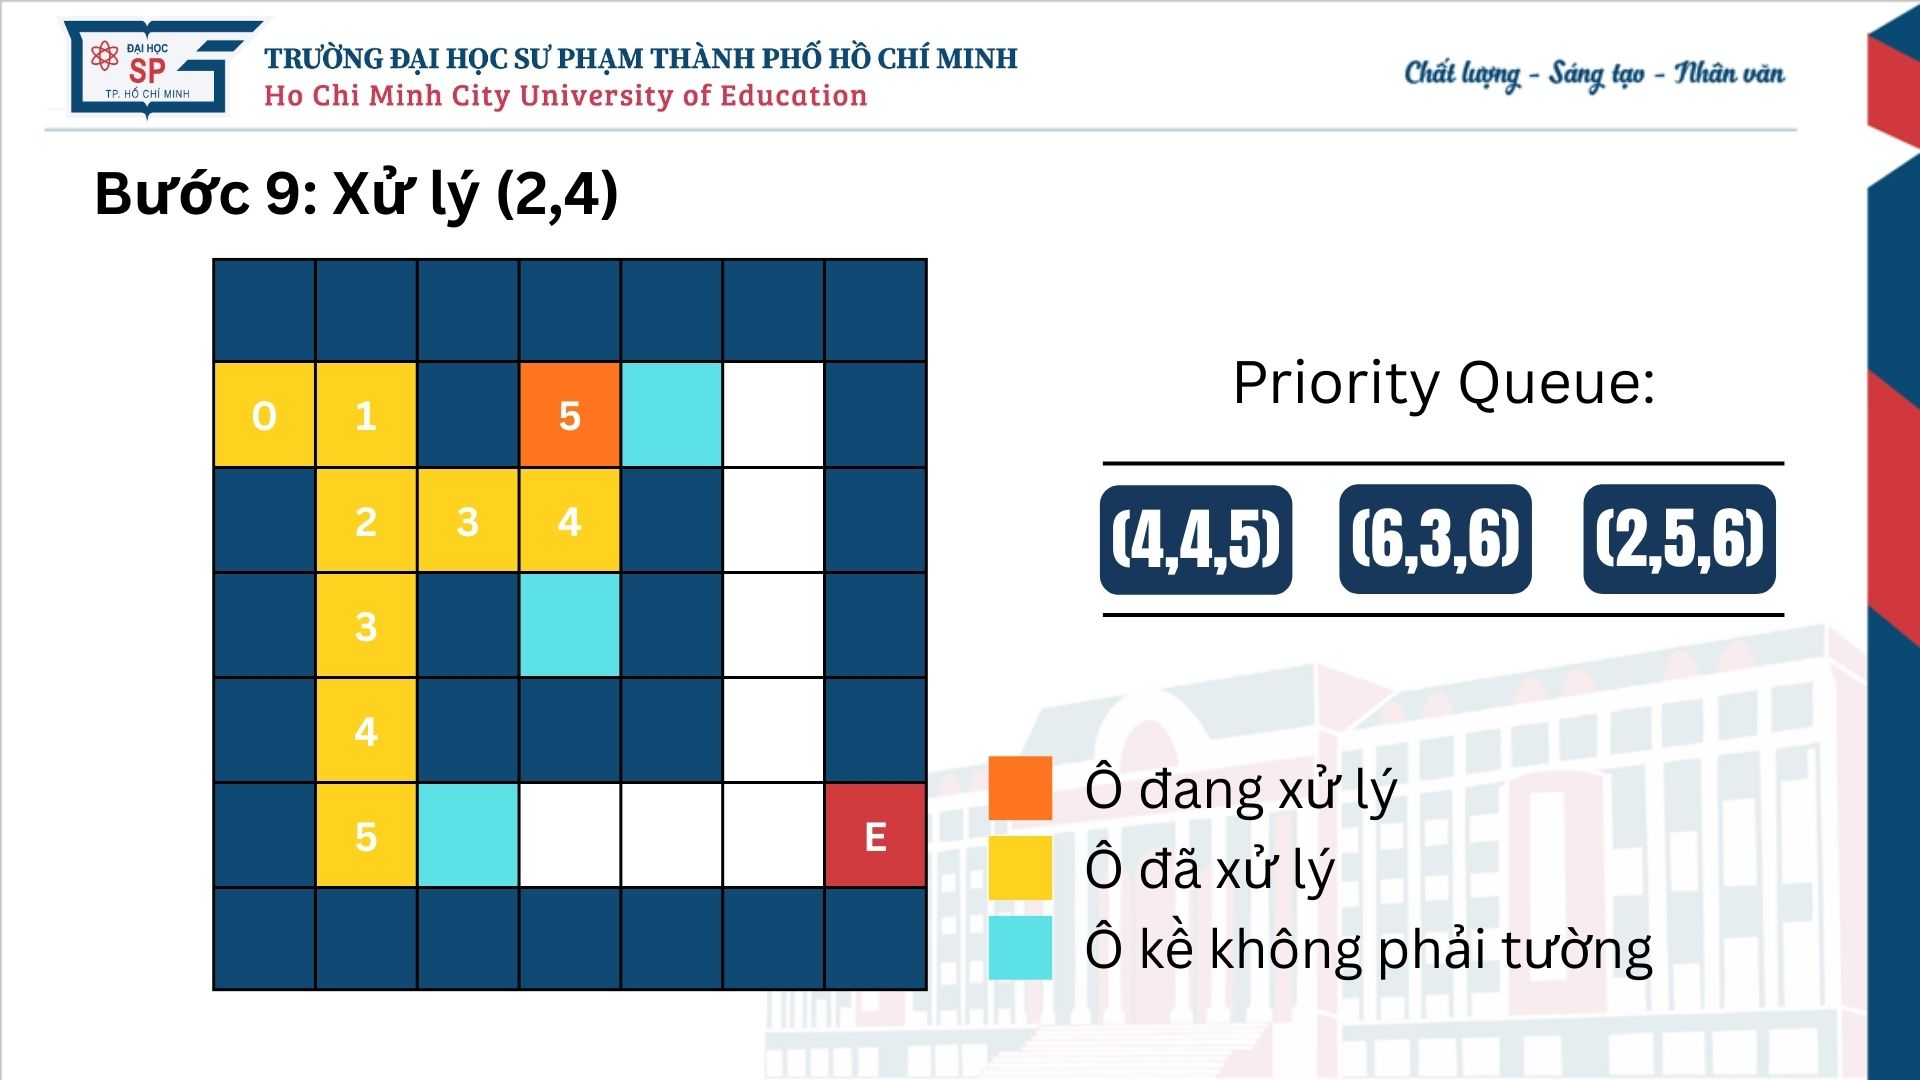 ĐẠI HỌC
SP
TP. HỒ CHÍ MINH
TRƯỜNG ĐẠI HỌC SƯ PHẠM THÀNH PHỐ HỒ CHÍ MINH
Ho Chi Minh City University of Education
Chất lượng - Sáng tạo - Nhân văn
Bước 9: Xử lý (2,4)
0 1 5
2 3 4
3
4
5 E
Priority Queue:
(4,4,5) (6,3,6) (2,5,6)
Ô đang xử lý
Ô đã xử lý
Ô kề không phải tường